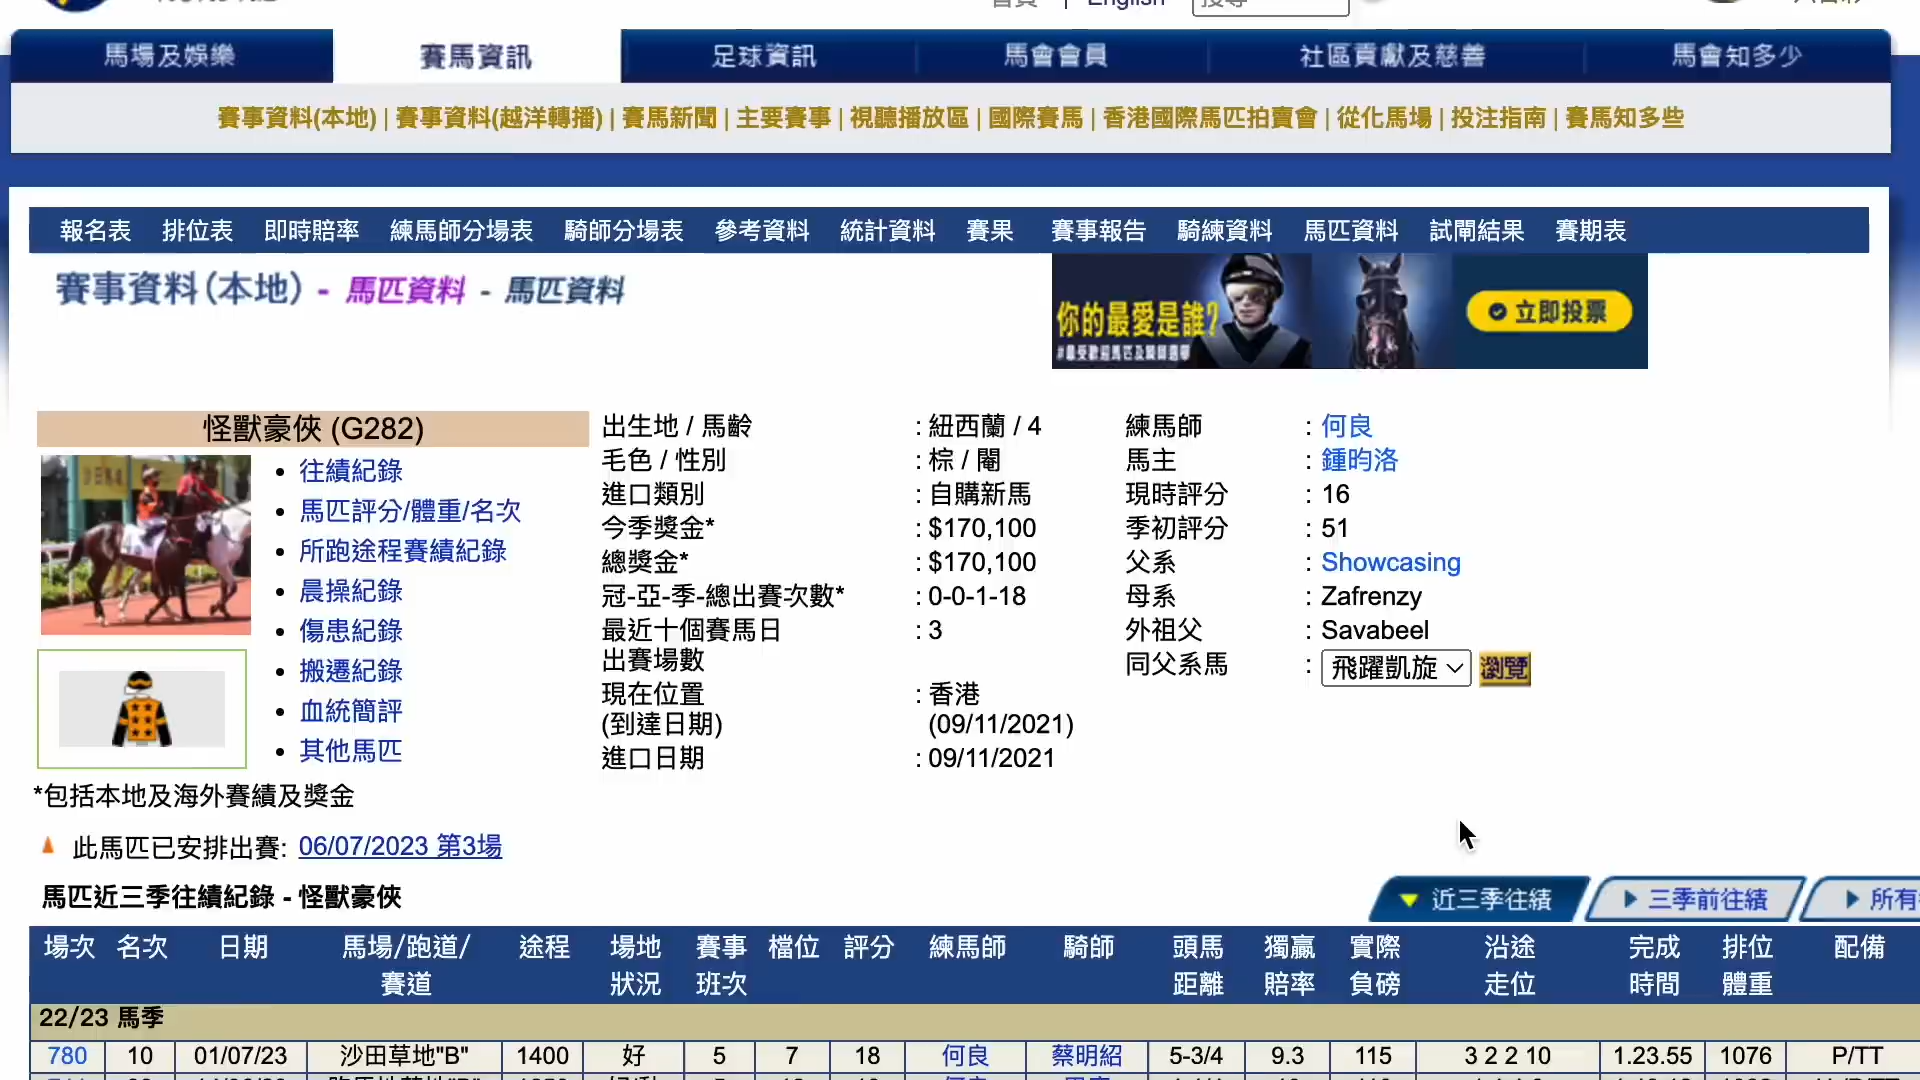 首頁 | English 搜尋
馬場及娛樂 賽馬資訊 足球資訊 馬會會員 社區貢獻及慈善 馬會知多少
賽事資料(本地) | 賽事資料(越洋轉播) | 賽馬新聞 | 主要賽事 | 視聽播放區 | 國際賽馬 | 香港國際馬匹拍賣會 | 從化馬場 | 投注指南 | 賽馬知多些
報名表 排位表 即時賠率 練馬師分場表 騎師分場表 參考資料 統計資料 賽果 賽事報告 騎練資料 馬匹資料 試閘結果 賽期表
賽事資料(本地) - 馬匹資料 - 馬匹資料
你的最愛是誰?
#最受歡迎馬匹及騎師選舉
立即投票
怪獸豪俠 (G282)
往績紀錄
馬匹評分/體重/名次
所跑途程賽績紀錄
晨操紀錄
傷患紀錄
搬遷紀錄
血統簡評
其他馬匹
出生地 / 馬齡 : 紐西蘭 / 4
毛色 / 性別 : 棕 / 閹
進口類別 : 自購新馬
今季獎金* : $170,100
總獎金* : $170,100
冠-亞-季-總出賽次數* : 0-0-1-18
最近十個賽馬日 : 3
出賽場數
現在位置 : 香港
(到達日期) (09/11/2021)
進口日期 : 09/11/2021
練馬師 : 何良
馬主 : 鍾昀洛
現時評分 : 16
季初評分 : 51
父系 : Showcasing
母系 : Zafrenzy
外祖父 : Savabeel
同父系馬 : 飛躍凱旋 瀏覽
*包括本地及海外賽績及獎金
此馬匹已安排出賽: 06/07/2023 第3場
馬匹近三季往績紀錄 - 怪獸豪俠
近三季往績 三季前往績 所有
場次 名次 日期 馬場/跑道/ 途程 場地 賽事 檔位 評分 練馬師 騎師 頭馬 獨贏 實際 沿途 完成 排位 配備
賽道 狀況 班次 距離 賠率 負磅 走位 時間 體重
22/23 馬季
780 10 01/07/23 沙田草地"B" 1400 好 5 7 18 何良 蔡明紹 5-3/4 9.3 115 3 2 2 10 1.23.55 1076 P/TT